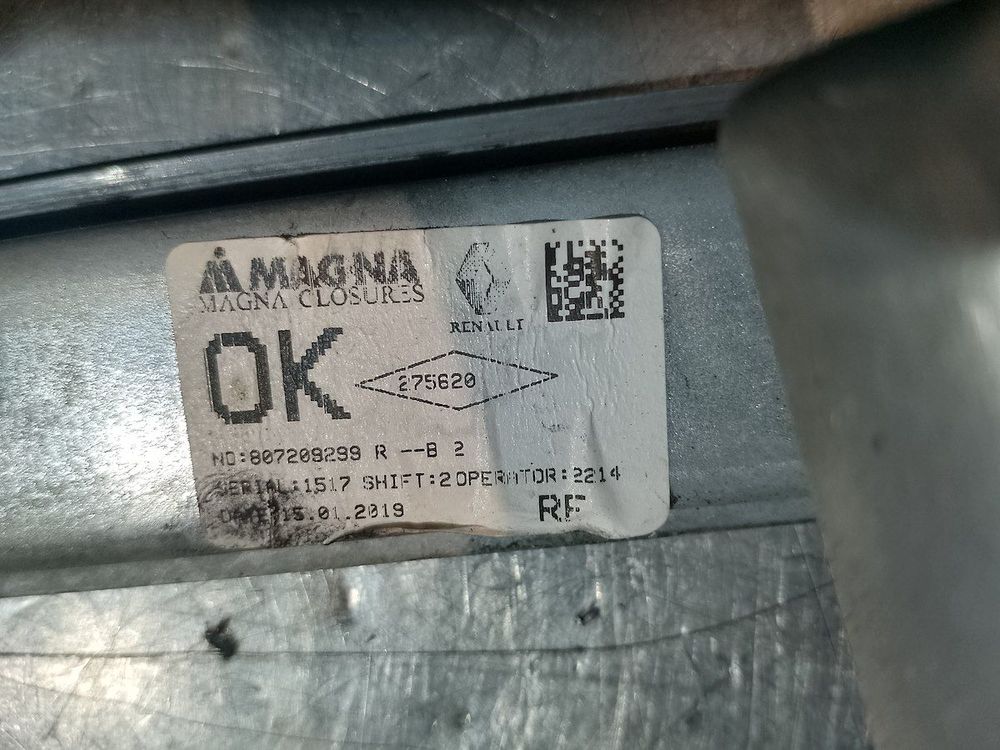 MAGNA
MAGNA CLOSURES
RENAULT
OK
275620
NO:807209299 R --B 2
SERIAL:1517 SHIFT:2 OPERATOR:2214
DATE:15.01.2019
RF